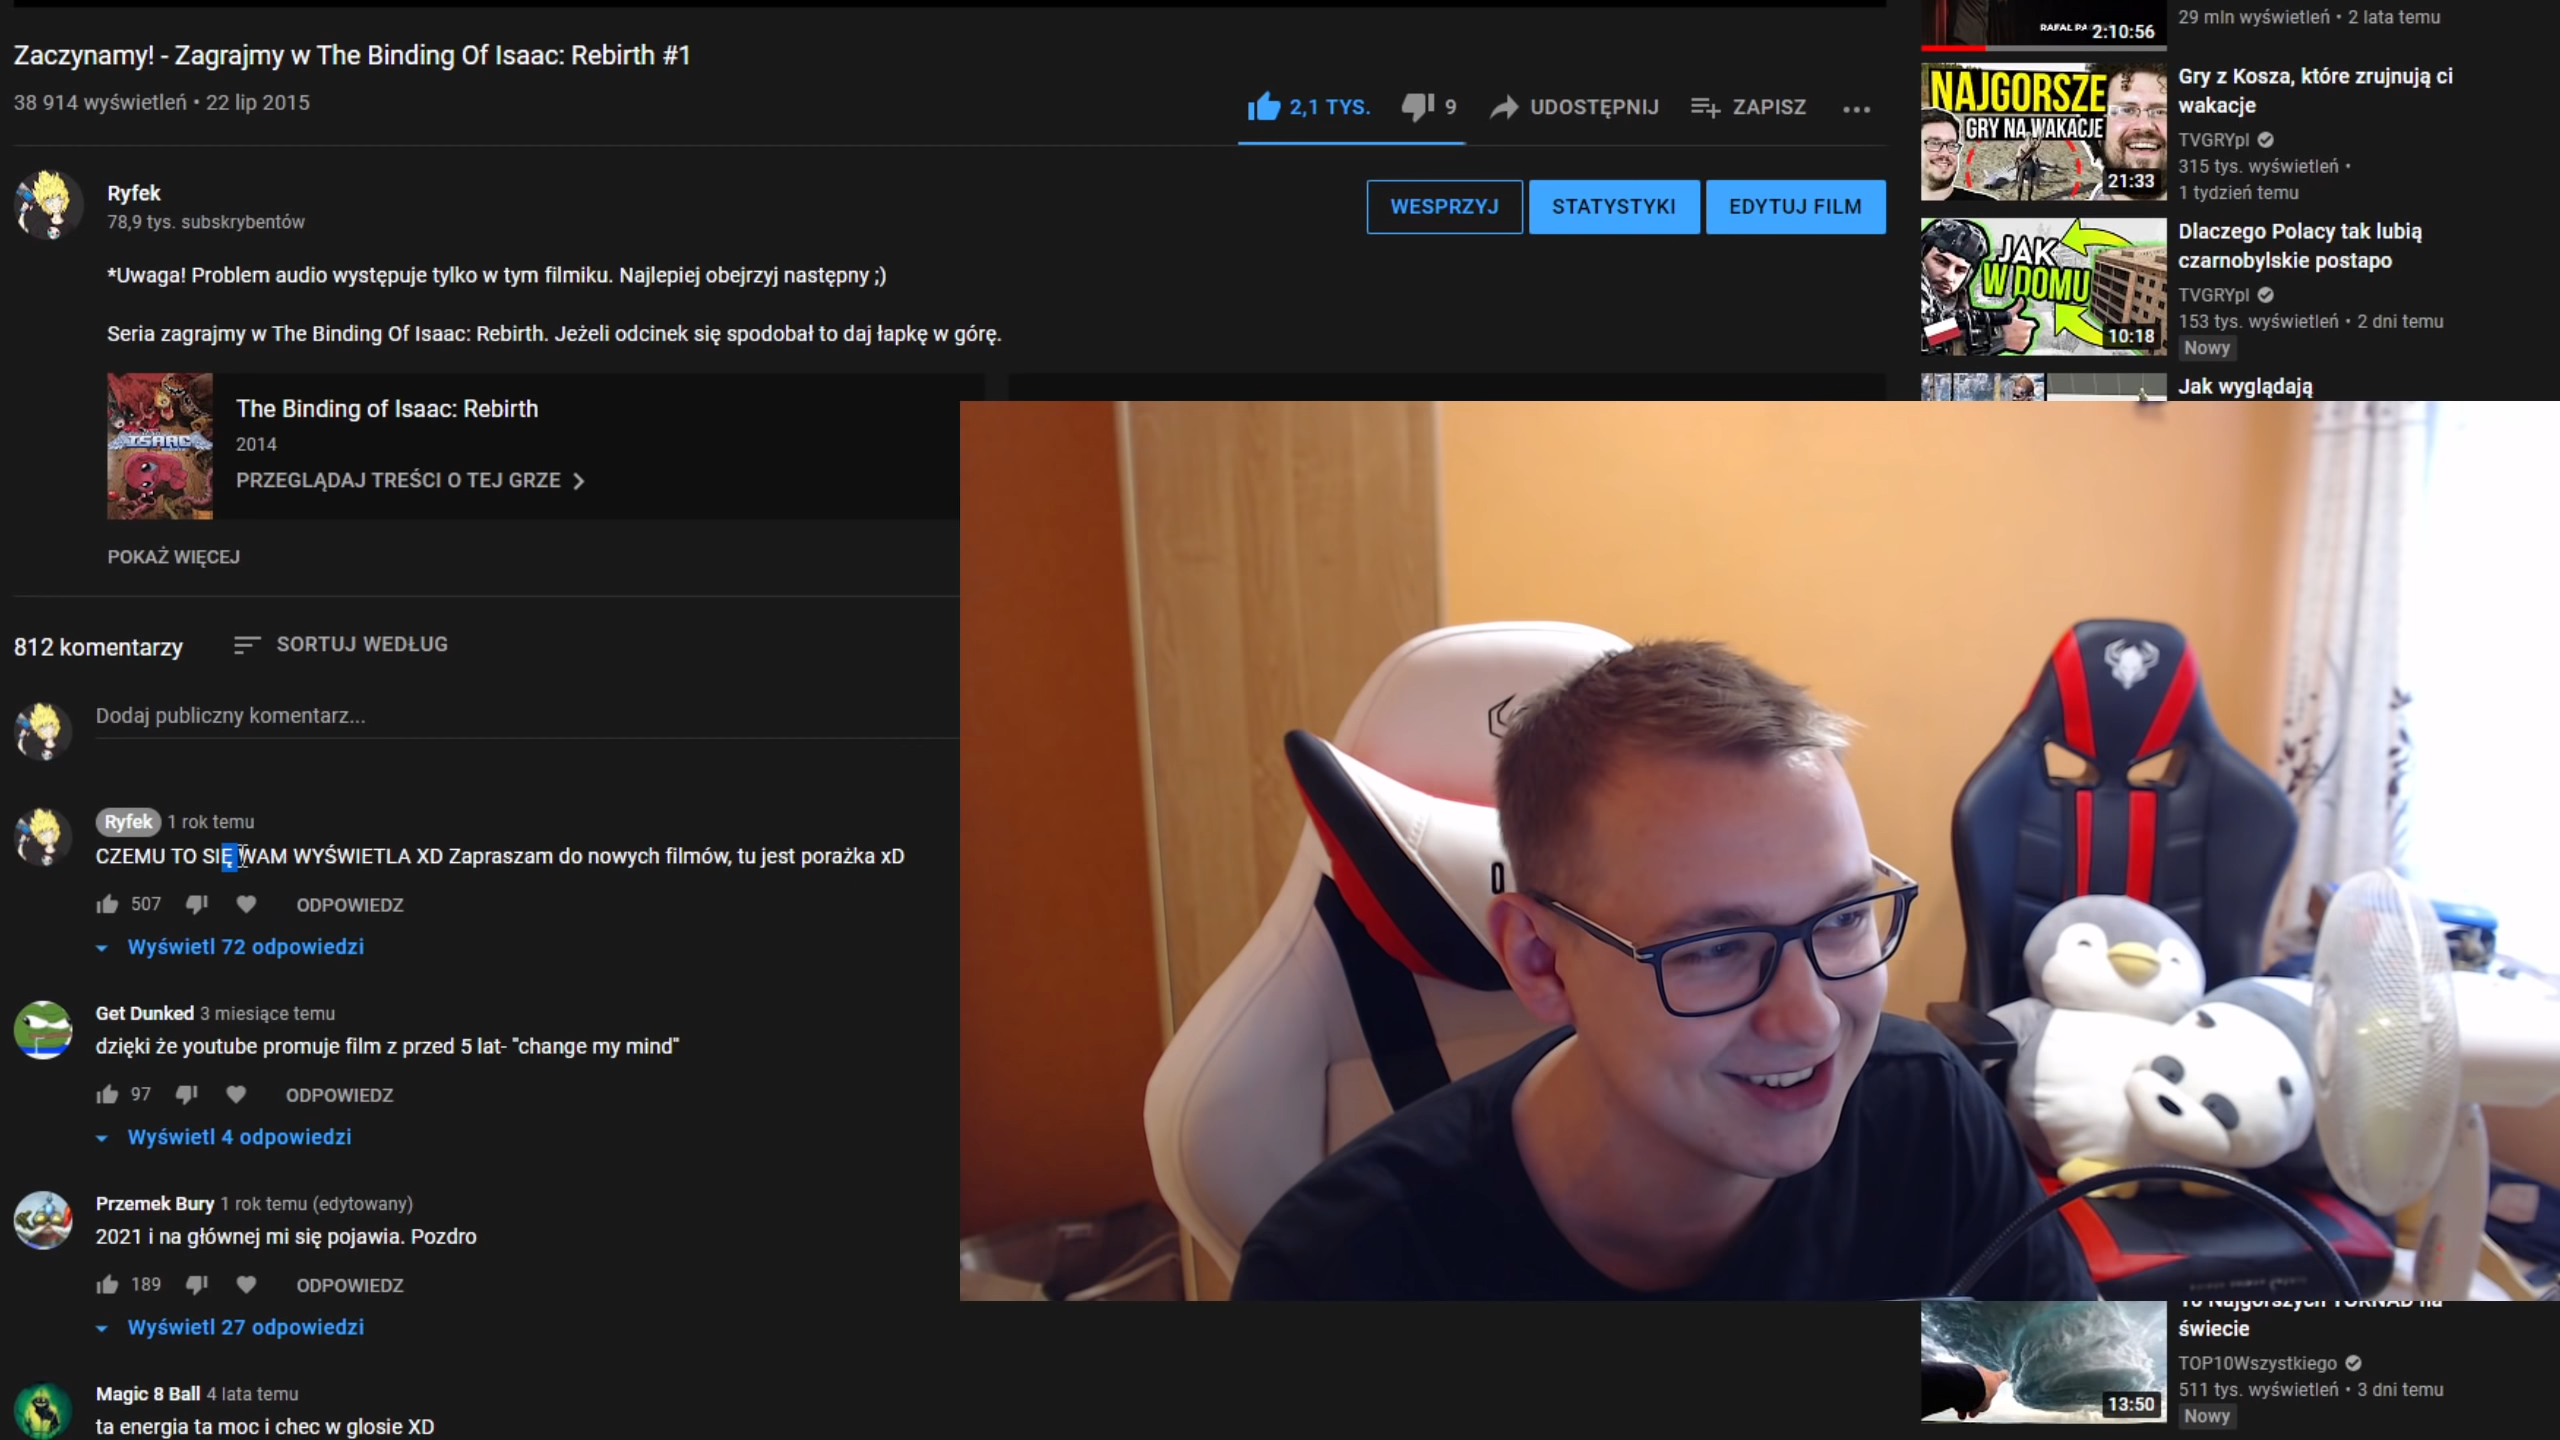 Zaczynamy! - Zagrajmy w The Binding Of Isaac: Rebirth #1
38 914 wyświetleń • 22 lip 2015
2,1 TYS.
9
UDOSTĘPNIJ
ZAPISZ
Ryfek
78,9 tys. subskrybentów
WESPRZYJ
STATYSTYKI
EDYTUJ FILM
*Uwaga! Problem audio występuje tylko w tym filmiku. Najlepiej obejrzyj następny ;)
Seria zagrajmy w The Binding Of Isaac: Rebirth. Jeżeli odcinek się spodobał to daj łapkę w górę.
ISAAC
The Binding of Isaac: Rebirth
2014
PRZEGLĄDAJ TREŚCI O TEJ GRZE
POKAŻ WIĘCEJ
812 komentarzy
SORTUJ WEDŁUG
Dodaj publiczny komentarz...
Ryfek 1 rok temu
CZEMU TO SIĘ WAM WYŚWIETLA XD Zapraszam do nowych filmów, tu jest porażka xD
507
ODPOWIEDZ
Wyświetl 72 odpowiedzi
Get Dunked 3 miesiące temu
dzięki że youtube promuje film z przed 5 lat- "change my mind"
97
ODPOWIEDZ
Wyświetl 4 odpowiedzi
Przemek Bury 1 rok temu (edytowany)
2021 i na głównej mi się pojawia. Pozdro
189
ODPOWIEDZ
Wyświetl 27 odpowiedzi
Magic 8 Ball 4 lata temu
ta energia ta moc i chec w glosie XD
RAFAŁ
2:10:56
29 mln wyświetleń • 2 lata temu
NAJGORSZE
GRY NA WAKACJE
21:33
Gry z Kosza, które zrujnują ci
wakacje
TVGRYpl
315 tys. wyświetleń •
1 tydzień temu
JAK
W DOMU
10:18
Dlaczego Polacy tak lubią
czarnobylskie postapo
TVGRYpl
153 tys. wyświetleń • 2 dni temu
Nowy
Jak wyglądają
13:50
10 Najgorszych TORNAD na
świecie
TOP10Wszystkiego
511 tys. wyświetleń • 3 dni temu
Nowy